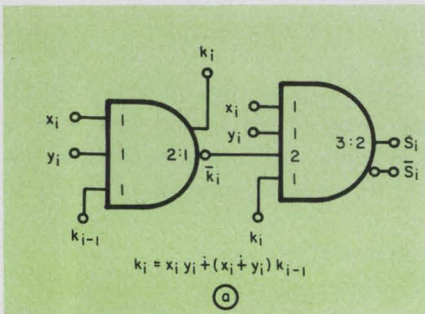 kᵢ
xᵢ 1
yᵢ 1 2:1 k̄ᵢ
1
kᵢ₋₁
xᵢ 1
yᵢ 1 3:2 Sᵢ
2 S̄ᵢ
1
kᵢ
kᵢ = xᵢ yᵢ ∔ (xᵢ ∔ yᵢ) kᵢ₋₁
a